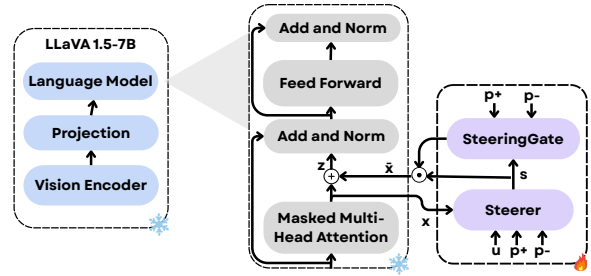 LLaVA 1.5-7B
Language Model
Projection
Vision Encoder
Add and Norm
Feed Forward
Add and Norm
z
x̄
Masked Multi-
Head Attention
x
p+ p-
SteeringGate
s
Steerer
u p+ p-